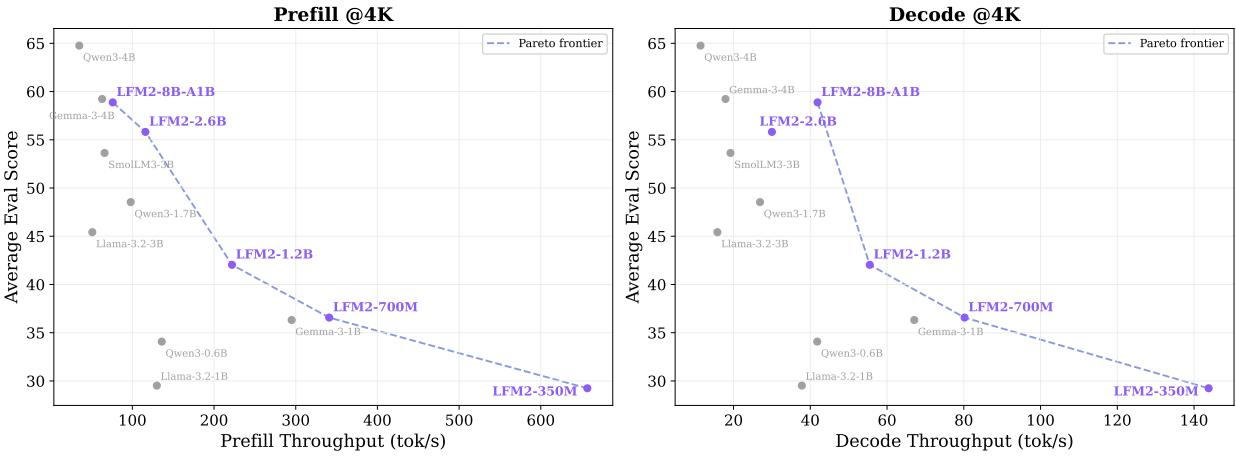 Prefill @4K
Average Eval Score
65
60
55
50
45
40
35
30
Pareto frontier
Qwen3-4B
LFM2-8B-A1B
Gemma-3-4B
LFM2-2.6B
SmolLM3-3B
Qwen3-1.7B
Llama-3.2-3B
LFM2-1.2B
LFM2-700M
Gemma-3-1B
Qwen3-0.6B
Llama-3.2-1B
LFM2-350M
100 200 300 400 500 600
Prefill Throughput (tok/s)
Decode @4K
Average Eval Score
65
60
55
50
45
40
35
30
Pareto frontier
Qwen3-4B
Gemma-3-4B
LFM2-8B-A1B
LFM2-2.6B
SmolLM3-3B
Qwen3-1.7B
Llama-3.2-3B
LFM2-1.2B
LFM2-700M
Gemma-3-1B
Qwen3-0.6B
Llama-3.2-1B
LFM2-350M
20 40 60 80 100 120 140
Decode Throughput (tok/s)